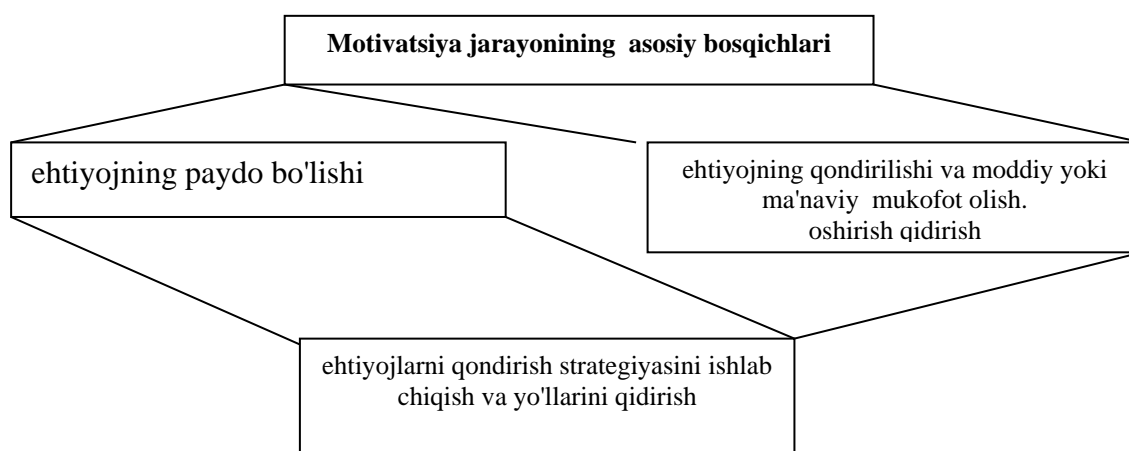 Motivatsiya jarayonining asosiy bosqichlari
ehtiyojning paydo bo'lishi
ehtiyojning qondirilishi va moddiy yoki
ma'naviy mukofot olish.
oshirish qidirish
ehtiyojlarni qondirish strategiyasini ishlab
chiqish va yo'llarini qidirish